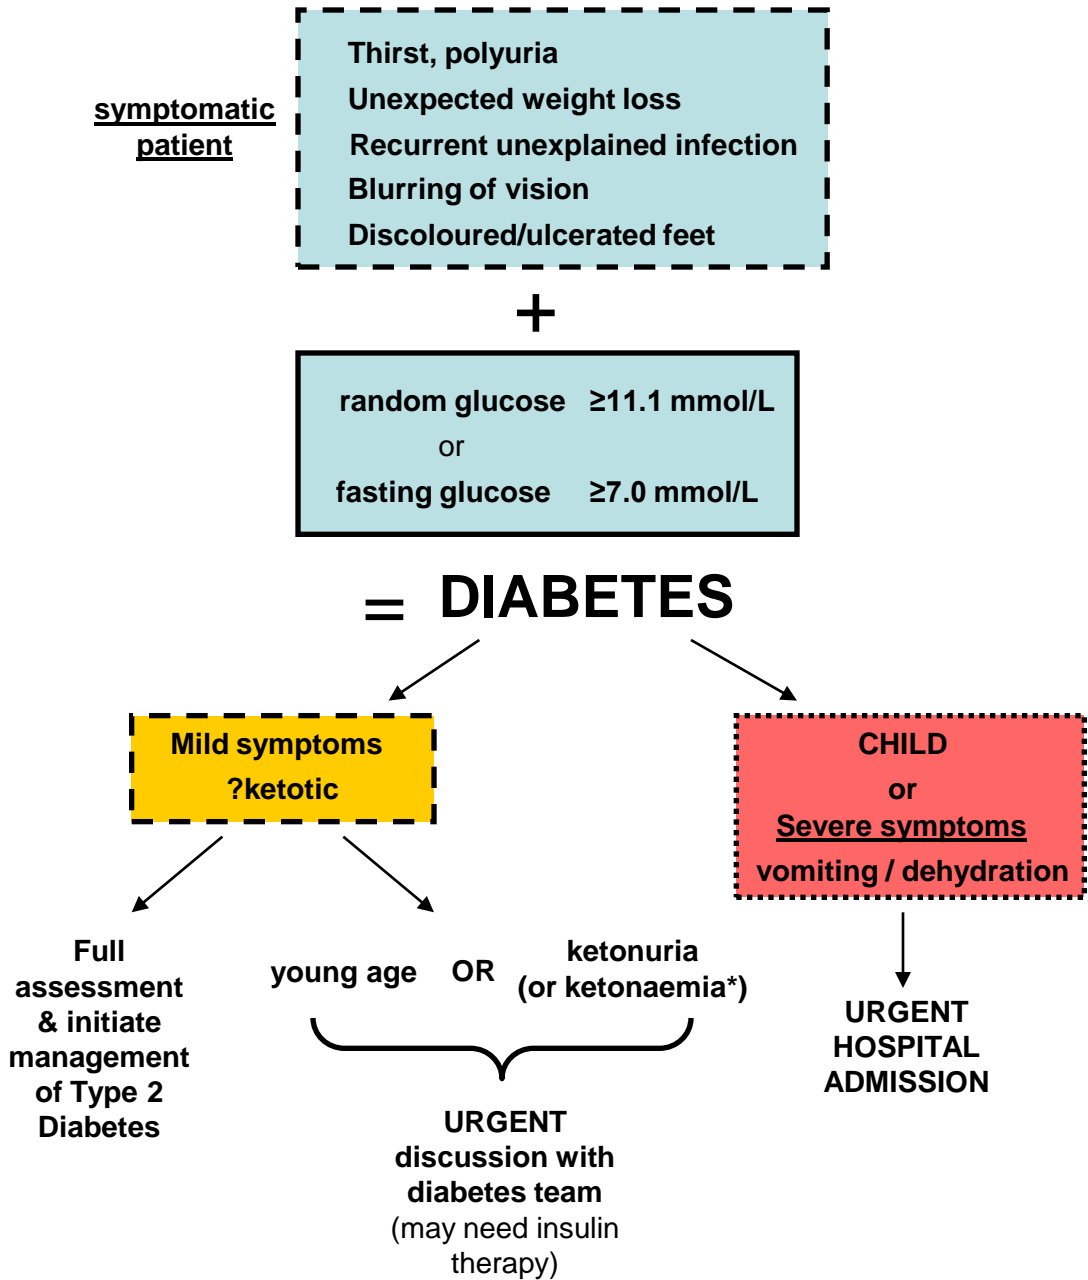 symptomatic
patient
Thirst, polyuria
Unexpected weight loss
Recurrent unexplained infection
Blurring of vision
Discoloured/ulcerated feet
+
random glucose ≥11.1 mmol/L
or
fasting glucose ≥7.0 mmol/L
= DIABETES
Mild symptoms
?ketotic
CHILD
or
Severe symptoms
vomiting / dehydration
Full
assessment
& initiate
management
of Type 2
Diabetes
young age OR ketonuria
(or ketonaemia*)
URGENT
discussion with
diabetes team
(may need insulin
therapy)
URGENT
HOSPITAL
ADMISSION